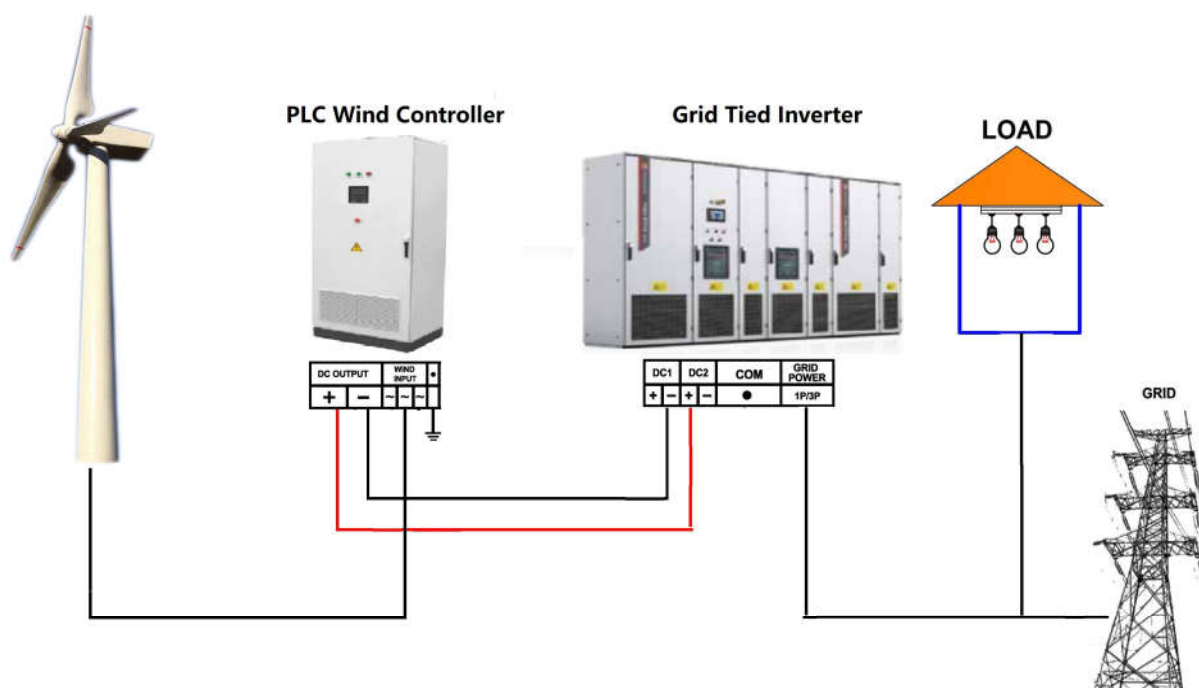 PLC Wind Controller
Grid Tied Inverter
LOAD
DC OUTPUT
WIND
INPUT
●
+
−
~
~
~
DC1
DC2
COM
GRID
POWER
+
−
+
−
●
1P/3P
GRID